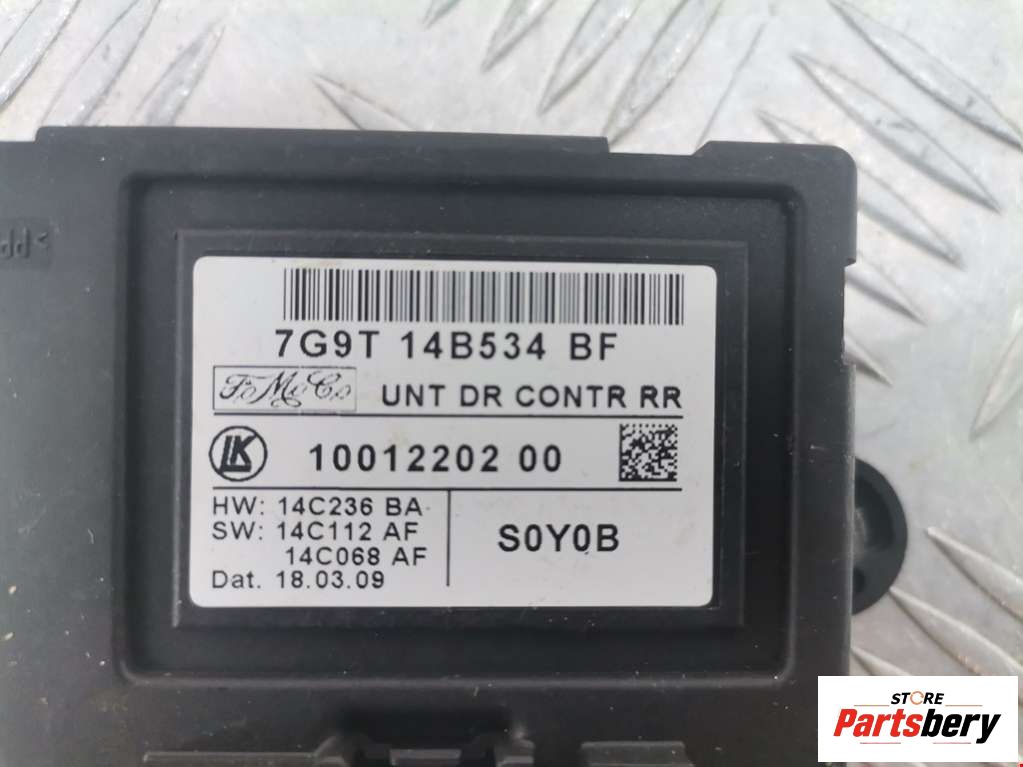 7G9T 14B534 BF
FoMoCo UNT DR CONTR RR
LK 10012202 00
HW: 14C236 BA
SW: 14C112 AF
14C068 AF
Dat. 18.03.09
S0Y0B
STORE
Partsbery